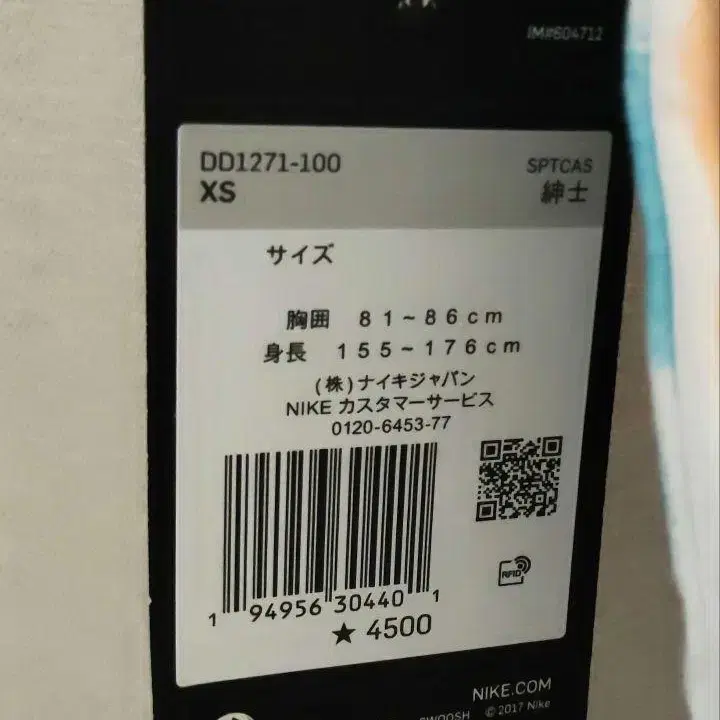 IM#604712
DD1271-100 SPTCAS
XS 紳士
サイズ
胸囲 81~86cm
身長 155~176cm
(株)ナイキジャパン
NIKE カスタマーサービス
0120-6453-77
RFID
1 94956 30440 1
★ 4500
NIKE.COM
SWOOSH ©2017 Nike